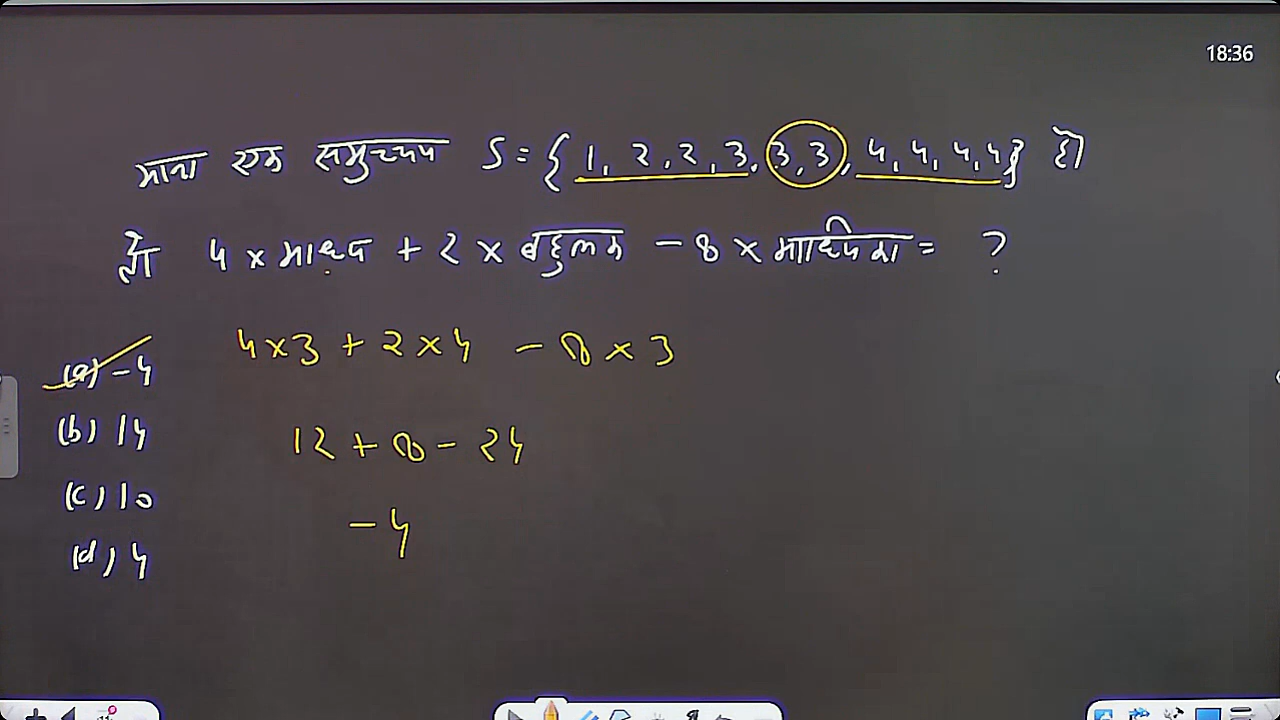 18:36
माना एक समुच्चय S = { 1, 2, 2, 3, 3, 3, 4, 4, 4, 4 } हो
तो 4 × माध्य + 2 × बहुलक - 8 × माध्यिका = ?
4 × 3 + 2 × 4 - 8 × 3
(a) -4
12 + 8 - 24
(b) 14
(c) 10
-4
(d) 4